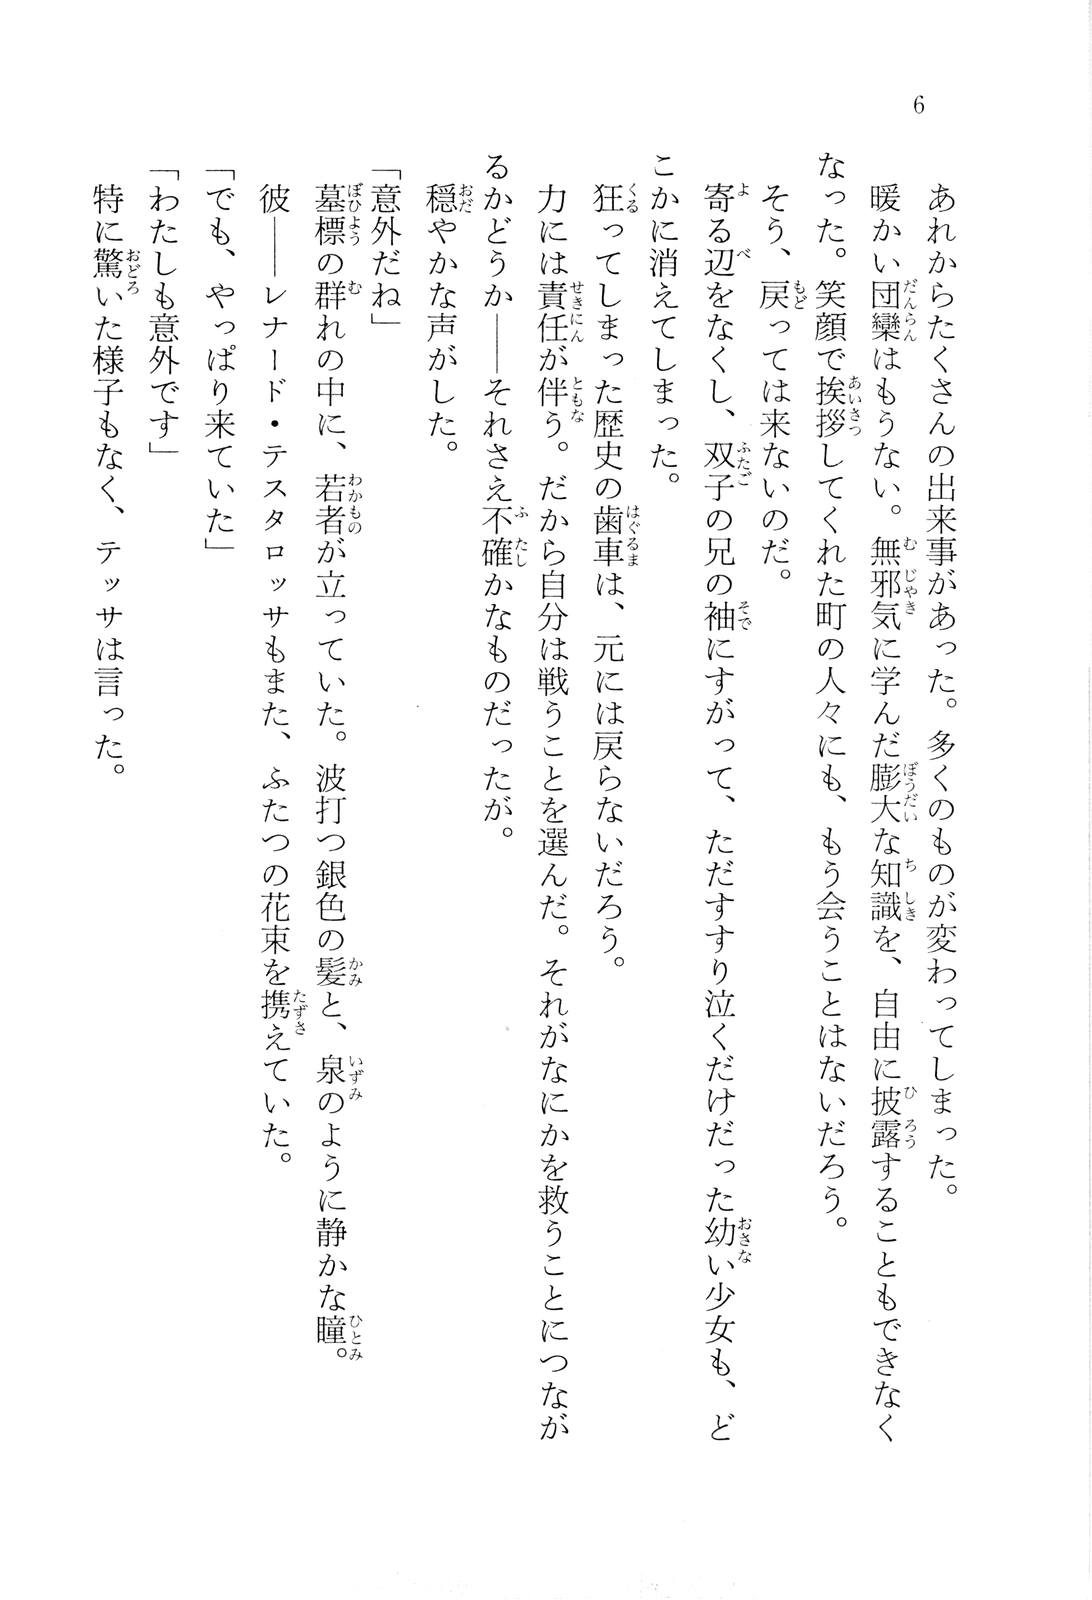 6
あれからたくさんの出来事があった。多くのものが変わってしまった。
暖かい団欒はもうない。無邪気に学んだ膨大な知識を、自由に披露することもできなく
なった。笑顔で挨拶してくれた町の人々にも、もう会うことはないだろう。
そう、戻っては来ないのだ。
寄る辺をなくし、双子の兄の袖にすがって、ただすすり泣くだけだった幼い少女も、ど
こかに消えてしまった。
狂ってしまった歴史の歯車は、元には戻らないだろう。
力には責任が伴う。だから自分は戦うことを選んだ。それがなにかを救うことにつなが
るかどうか――それさえ不確かなものだったが。
穏やかな声がした。
「意外だね」
墓標の群れの中に、若者が立っていた。波打つ銀色の髪と、泉のように静かな瞳。
彼――レナード・テスタロッサもまた、ふたつの花束を携えていた。
「でも、やっぱり来ていた」
「わたしも意外です」
特に驚いた様子もなく、テッサは言った。